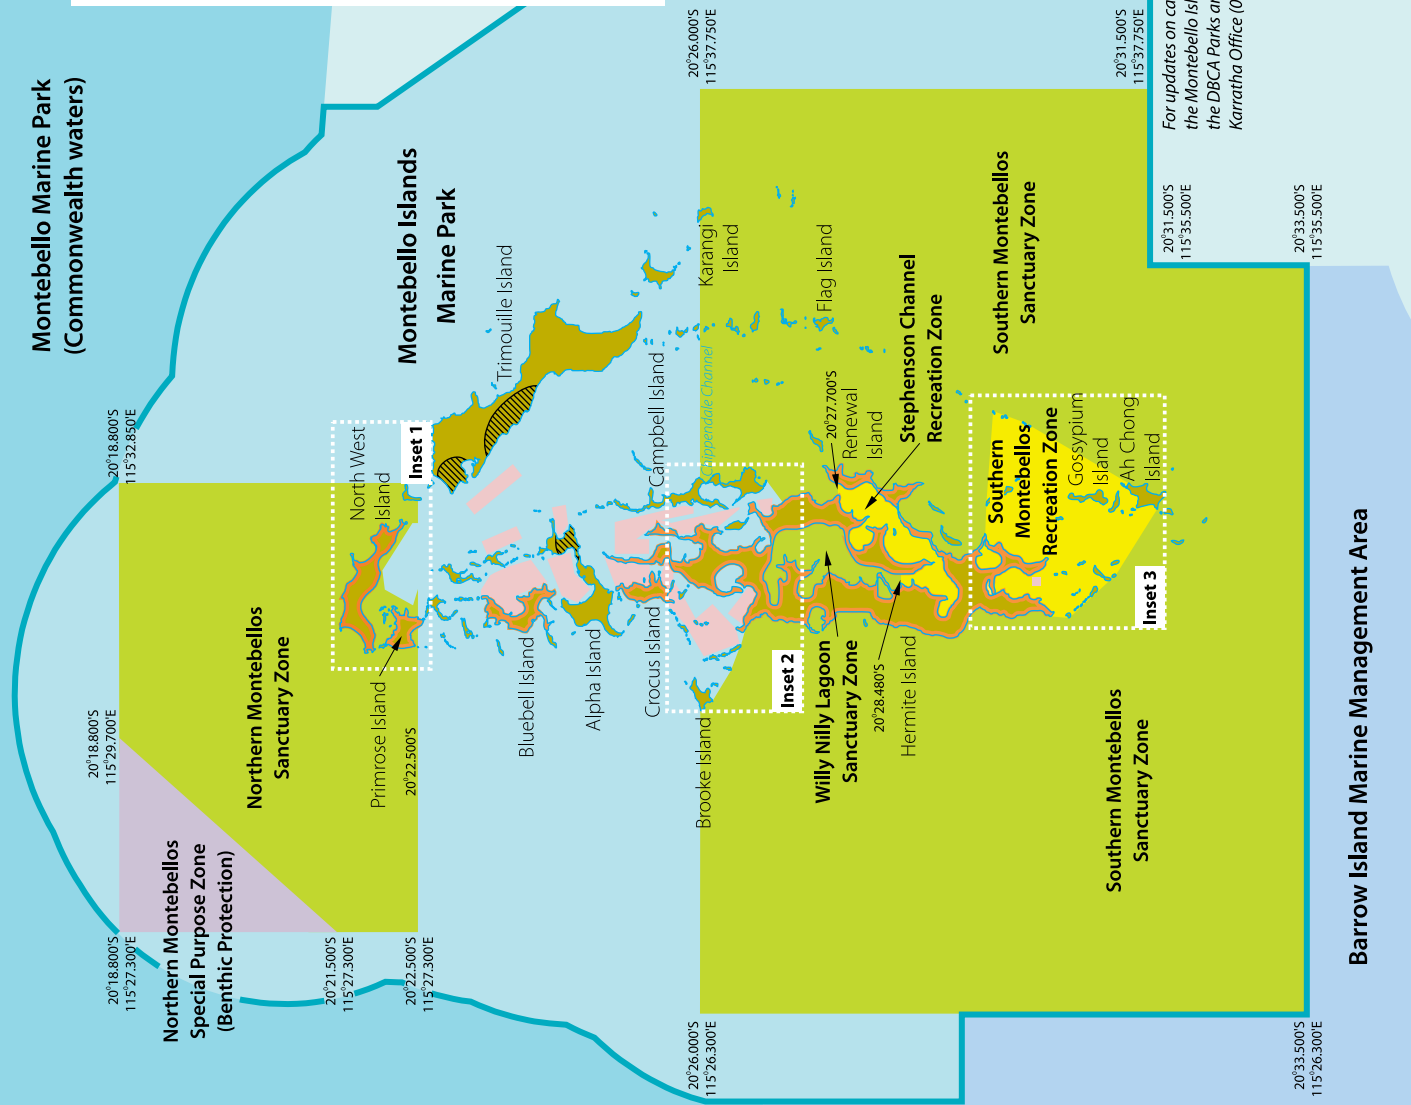 Montebello Marine Park
(Commonwealth waters)
Montebello Islands
Marine Park
20°18.800'S
115°32.850'E
20°18.800'S
115°29.700'E
20°18.800'S
115°27.300'E
20°21.500'S
115°27.300'E
20°22.500'S
115°27.300'E
20°22.500'S
Northern Montebellos
Special Purpose Zone
(Benthic Protection)
Northern Montebellos
Sanctuary Zone
North West
Island
Inset 1
Primrose Island
Trimouille Island
Bluebell Island
Alpha Island
Crocus Island
Campbell Island
Brooke Island
Inset 2
Chippendale Channel
Karangi
Island
Flag Island
20°26.000'S
115°37.750'E
20°26.000'S
115°26.300'E
20°27.700'S
Renewal
Island
Stephenson Channel
Recreation Zone
Willy Nilly Lagoon
Sanctuary Zone
20°28.480'S
Hermite Island
Southern Montebellos
Sanctuary Zone
Southern
Montebellos
Recreation Zone
Gossypium
Island
Ah Chong
Island
Inset 3
Southern Montebellos
Sanctuary Zone
20°31.500'S
115°37.750'E
20°31.500'S
115°35.500'E
20°33.500'S
115°35.500'E
20°33.500'S
115°26.300'E
Barrow Island Marine Management Area
For updates on ca
the Montebello Isl
the DBCA Parks an
Karratha Office (0